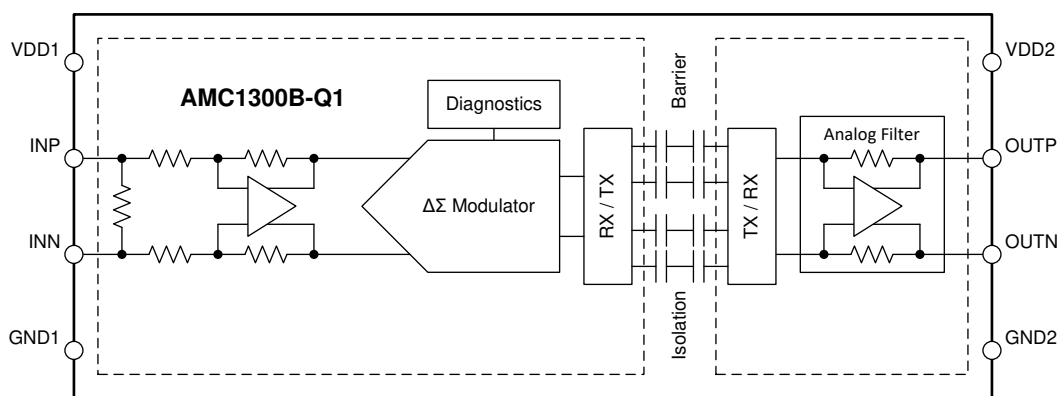 VDD1
VDD2
AMC1300B-Q1
Diagnostics
Barrier
Analog Filter
INP
OUTP
ΔΣ Modulator
RX / TX
TX / RX
INN
OUTN
Isolation
GND1
GND2